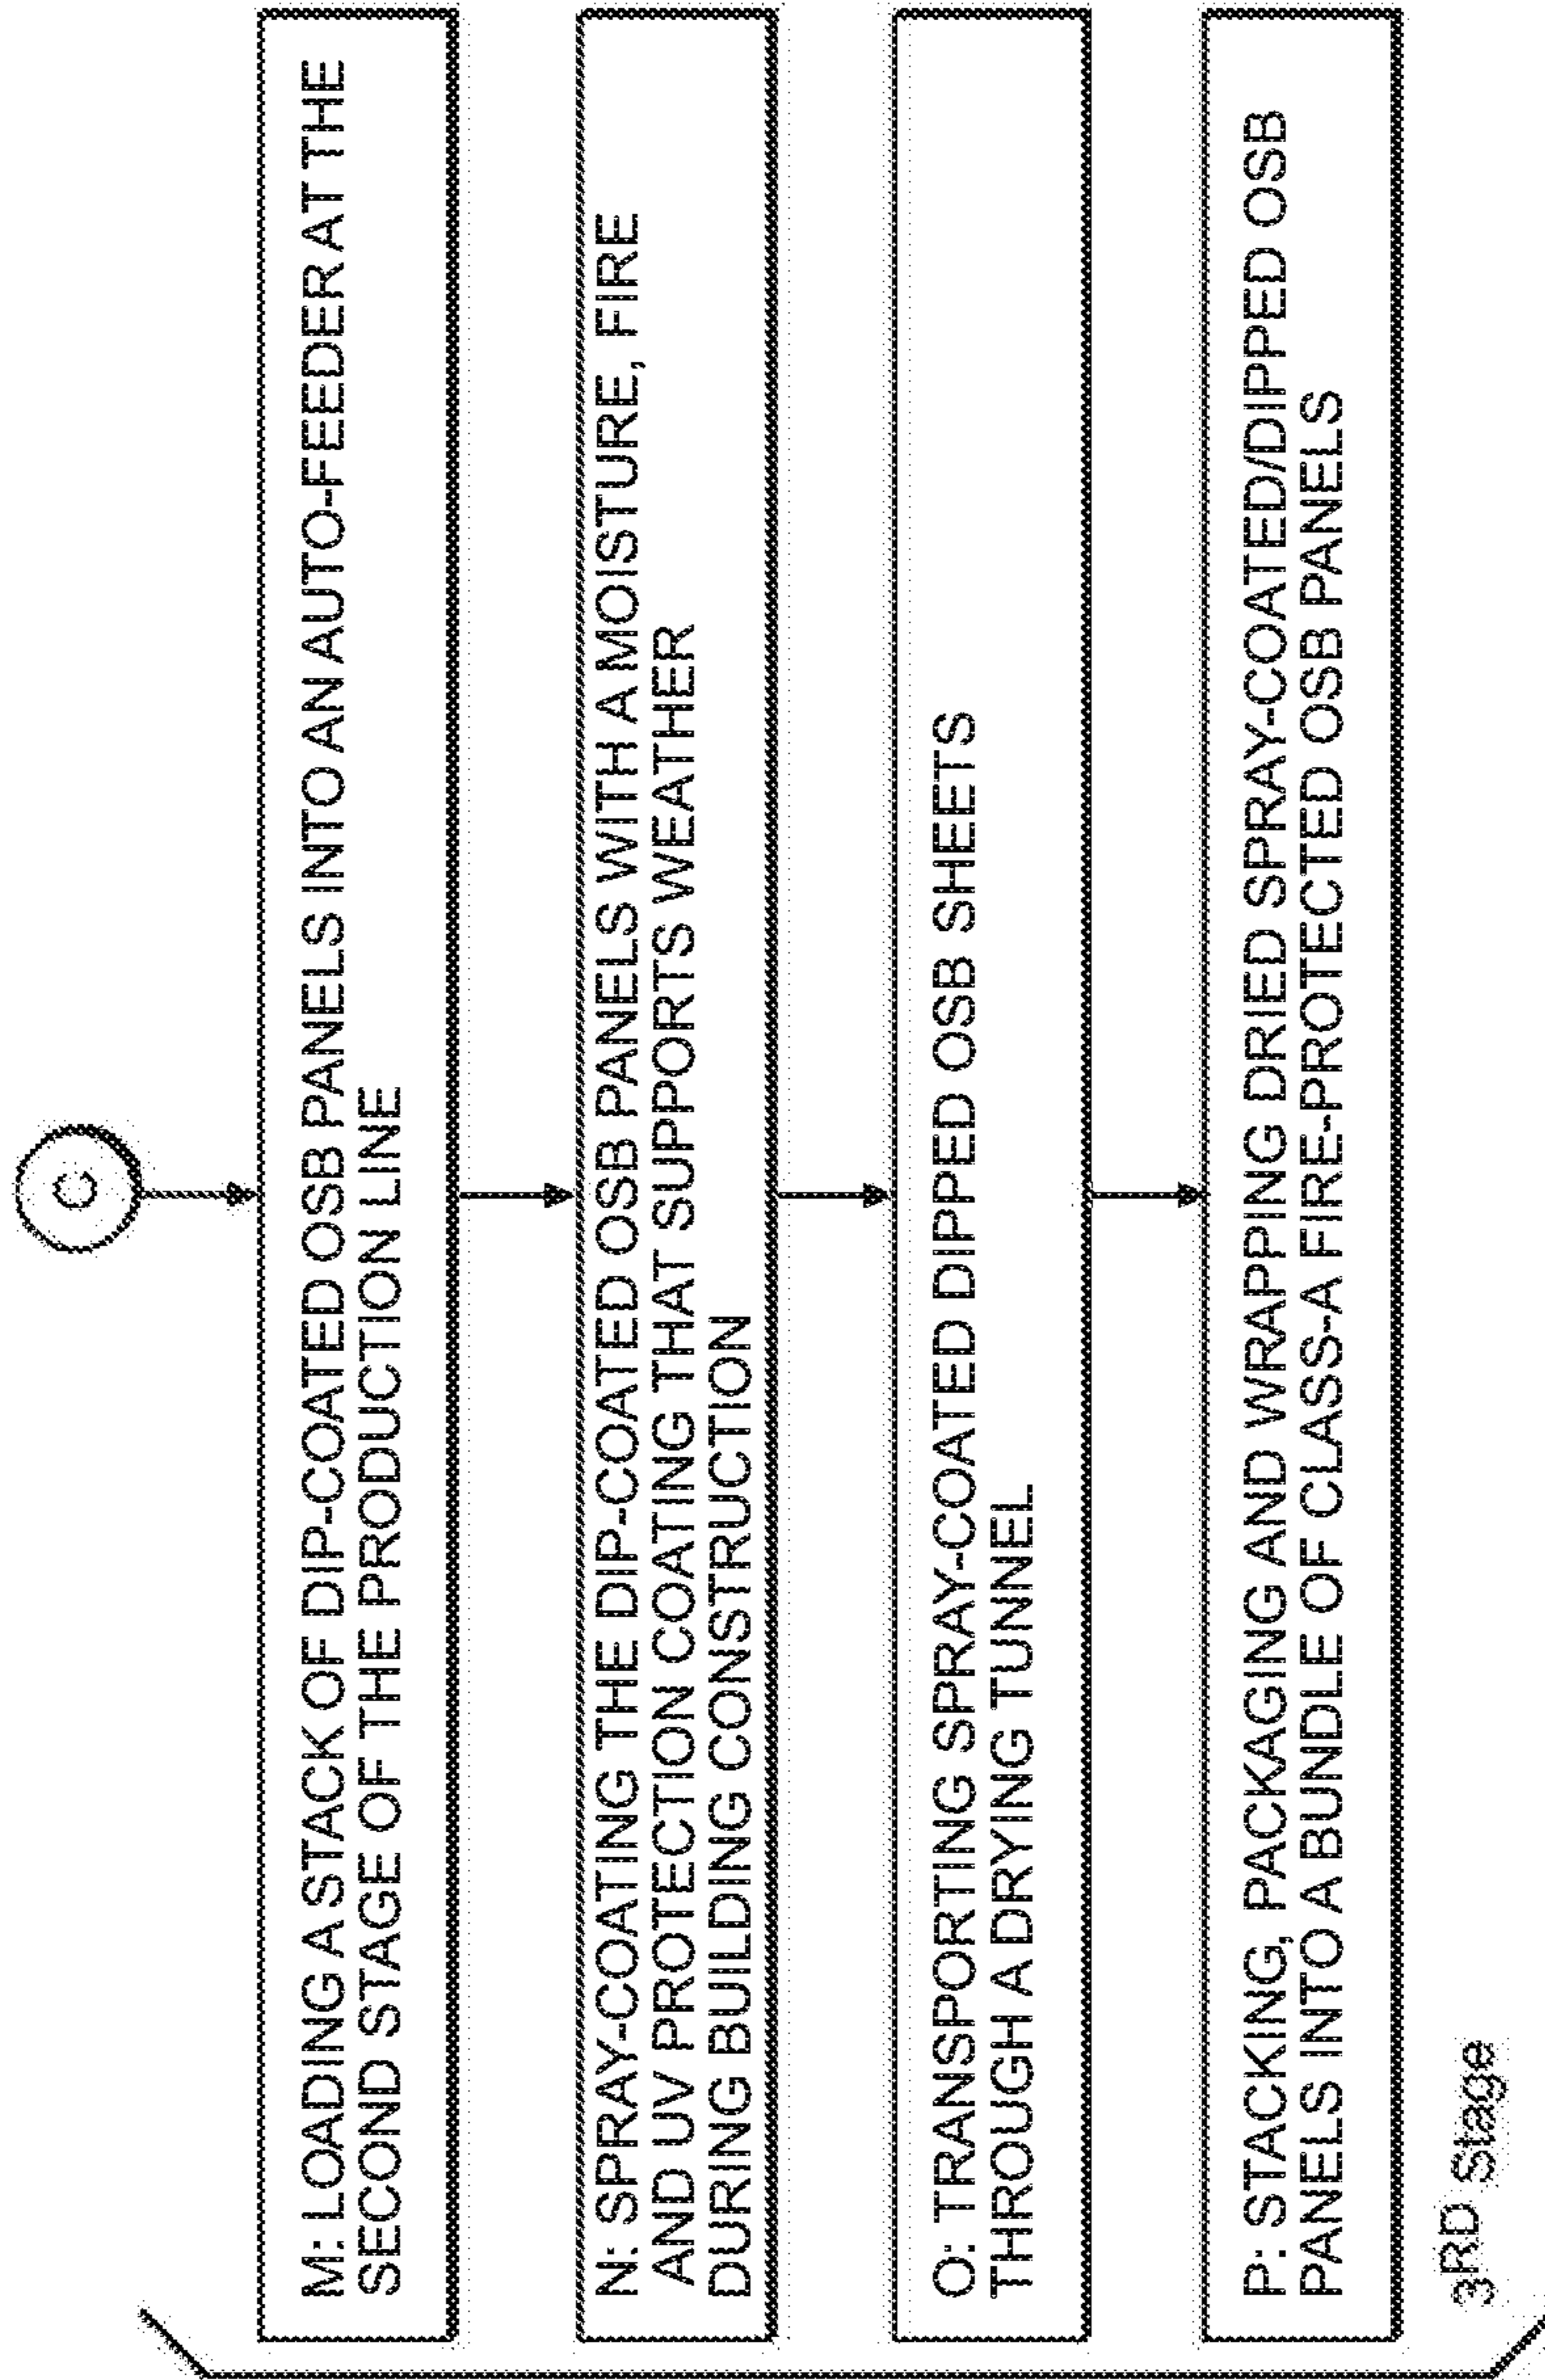 C
M: LOADING A STACK OF DIP-COATED OSB PANELS INTO AN AUTO-FEEDER AT THE
SECOND STAGE OF THE PRODUCTION LINE
N: SPRAY-COATING THE DIP-COATED OSB PANELS WITH A MOISTURE, FIRE
AND UV PROTECTION COATING THAT SUPPORTS WEATHER
DURING BUILDING CONSTRUCTION
O: TRANSPORTING SPRAY-COATED DIPPED OSB SHEETS
THROUGH A DRYING TUNNEL
P: STACKING, PACKAGING AND WRAPPING DRIED SPRAY-COATED/DIPPED OSB
PANELS INTO A BUNDLE OF CLASS-A FIRE-PROTECTED OSB PANELS
3RD Stage